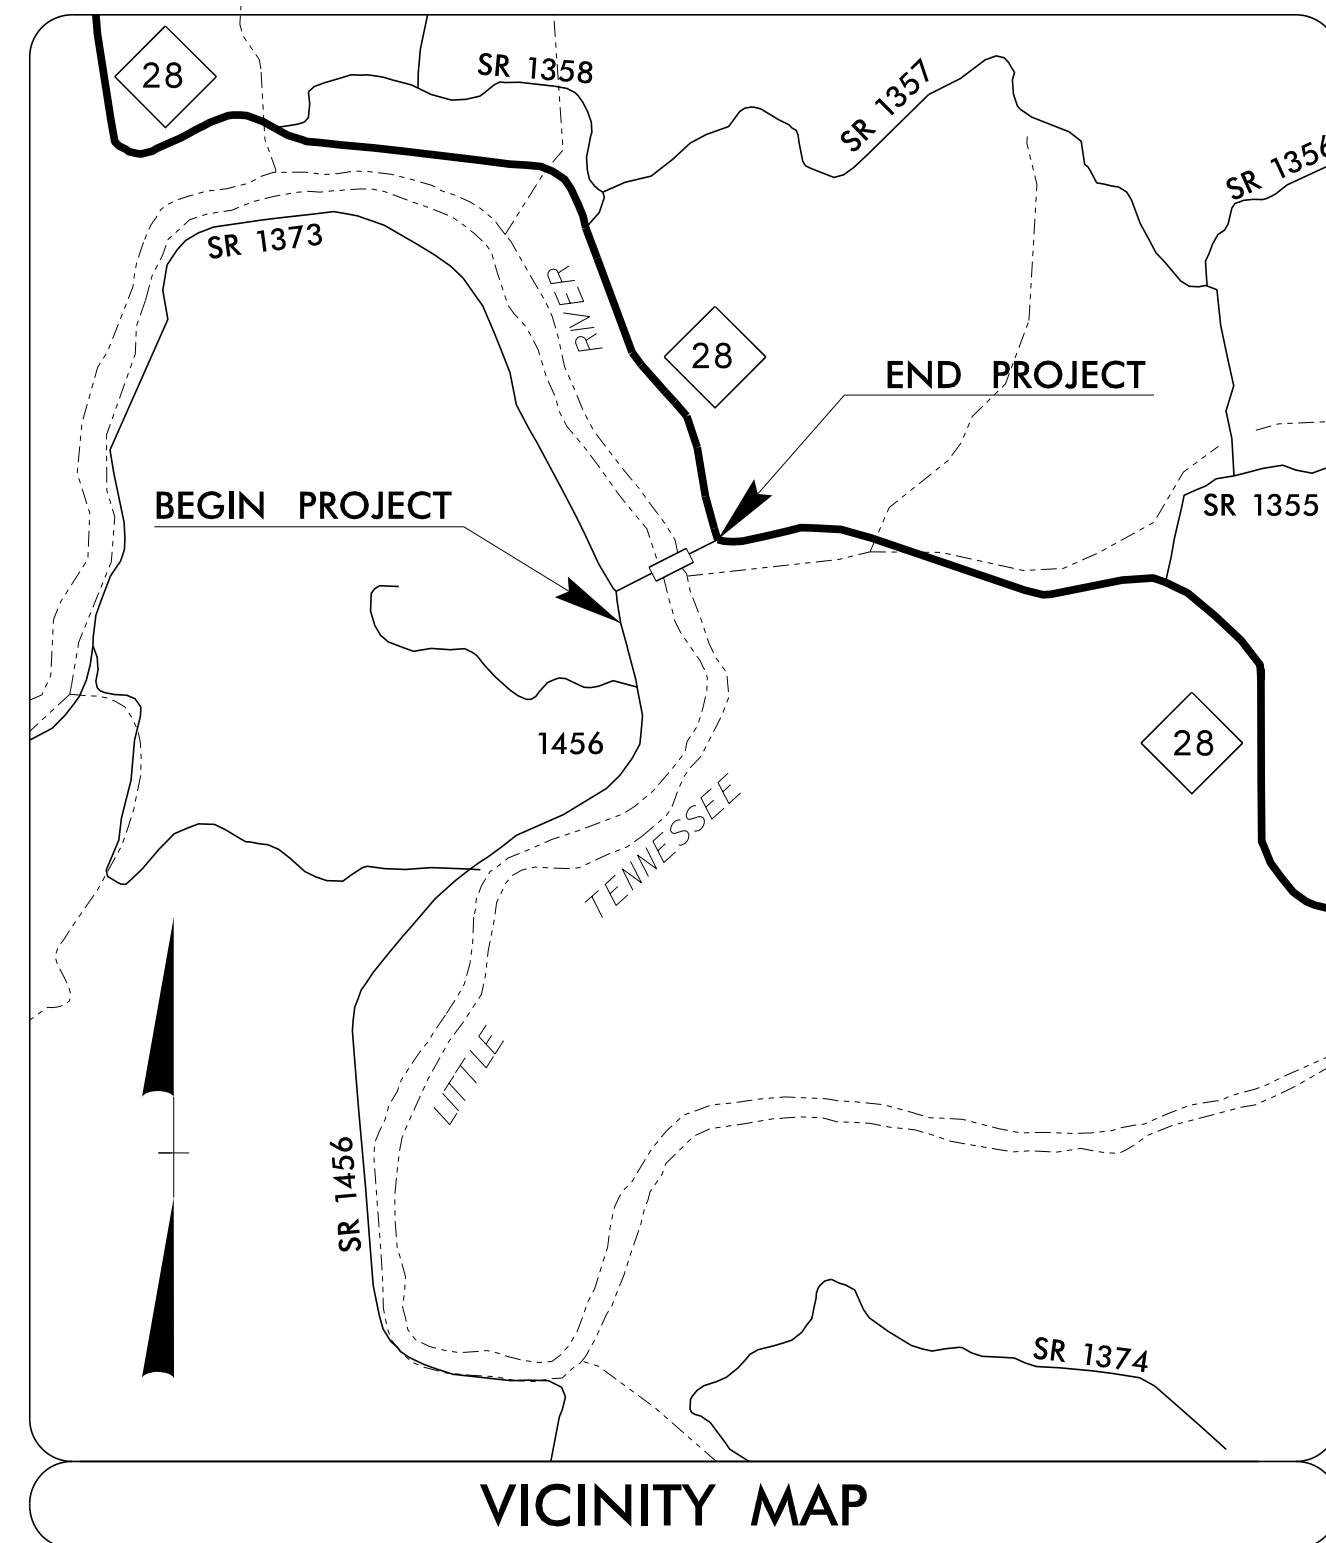 28
SR 1358
SR 1357
SR 1356
SR 1373
RIVER
28
END PROJECT
BEGIN PROJECT
SR 1355
1456
28
TENNESSEE
LITTLE
SR 1456
SR 1374
VICINITY MAP